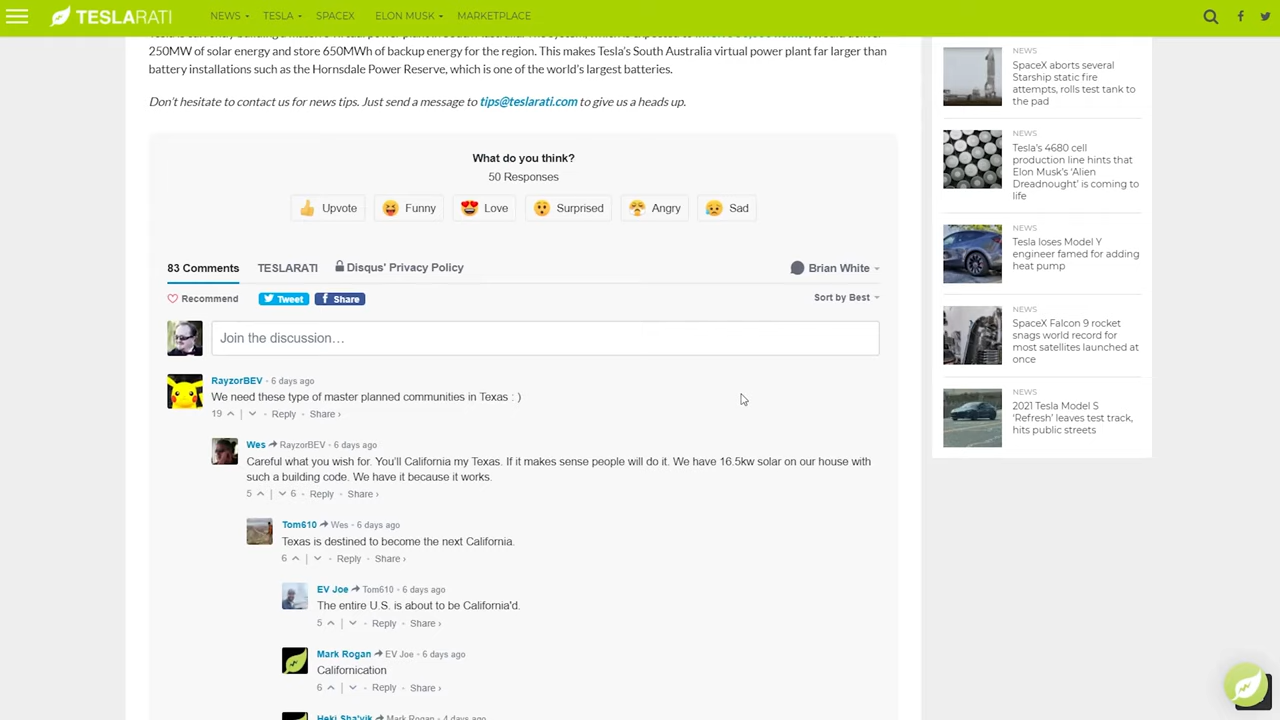 TESLARATI
NEWS
TESLA
SPACEX
ELON MUSK
MARKETPLACE
250MW of solar energy and store 650MWh of backup energy for the region. This makes Tesla's South Australia virtual power plant far larger than
battery installations such as the Hornsdale Power Reserve, which is one of the world's largest batteries.
Don't hesitate to contact us for news tips. Just send a message to tips@teslarati.com to give us a heads up.
What do you think?
50 Responses
Upvote
Funny
Love
Surprised
Angry
Sad
83 Comments
TESLARATI
Disqus' Privacy Policy
Brian White
Recommend
Tweet
Share
Sort by Best
Join the discussion…
RayzorBEV • 6 days ago
We need these type of master planned communities in Texas : )
19 | • Reply • Share ›
Wes RayzorBEV • 6 days ago
Careful what you wish for. You'll California my Texas. If it makes sense people will do it. We have 16.5kw solar on our house with
such a building code. We have it because it works.
5 | 6 • Reply • Share ›
Tom610 Wes • 6 days ago
Texas is destined to become the next California.
6 | • Reply • Share ›
EV Joe Tom610 • 6 days ago
The entire U.S. is about to be California'd.
5 | • Reply • Share ›
Mark Rogan EV Joe • 6 days ago
Californication
6 | • Reply • Share ›
Heki Sha'yik Mark Rogan • 4 days ago
NEWS
SpaceX aborts several
Starship static fire
attempts, rolls test tank to
the pad
NEWS
Tesla's 4680 cell
production line hints that
Elon Musk's 'Alien
Dreadnought' is coming to
life
NEWS
Tesla loses Model Y
engineer famed for adding
heat pump
NEWS
SpaceX Falcon 9 rocket
snags world record for
most satellites launched at
once
NEWS
2021 Tesla Model S
'Refresh' leaves test track,
hits public streets